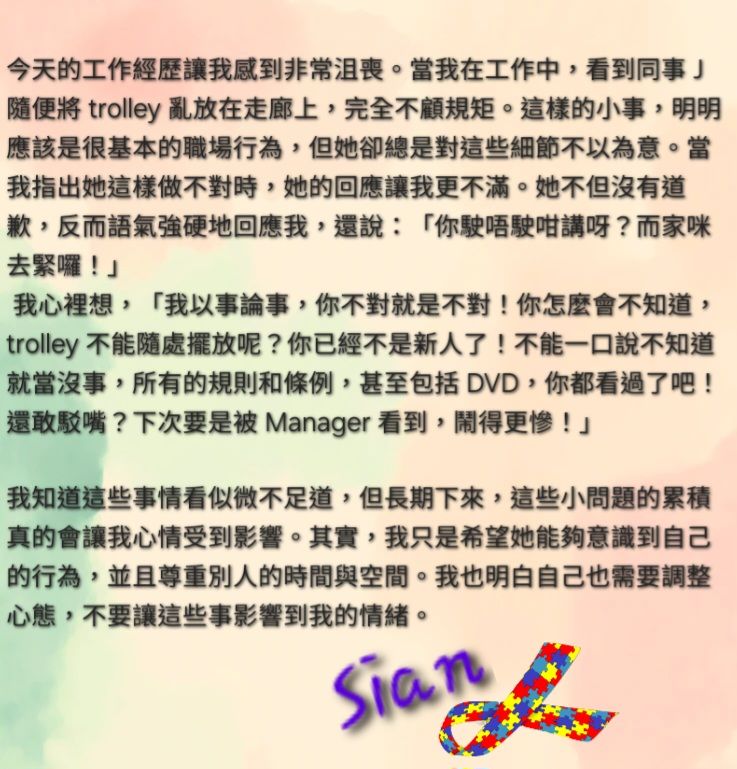 今天的工作經歷讓我感到非常沮喪。當我在工作中，看到同事 J
隨便將 trolley 亂放在走廊上，完全不顧規矩。這樣的小事，明明
應該是很基本的職場行為，但她卻總是對這些細節不以為意。當
我指出她這樣做不對時，她的回應讓我更不滿。她不但沒有道
歉，反而語氣強硬地回應我，還說：「你駛唔駛咁講呀？而家咪
去緊囉！」
我心裡想，「我以事論事，你不對就是不對！你怎麼會不知道，
trolley 不能隨處擺放呢？你已經不是新人了！不能一口說不知道
就當沒事，所有的規則和條例，甚至包括 DVD，你都看過了吧！
還敢駁嘴？下次要是被 Manager 看到，鬧得更慘！」
我知道這些事情看似微不足道，但長期下來，這些小問題的累積
真的會讓我心情受到影響。其實，我只是希望她能夠意識到自己
的行為，並且尊重別人的時間與空間。我也明白自己也需要調整
心態，不要讓這些事影響到我的情緒。
Sian